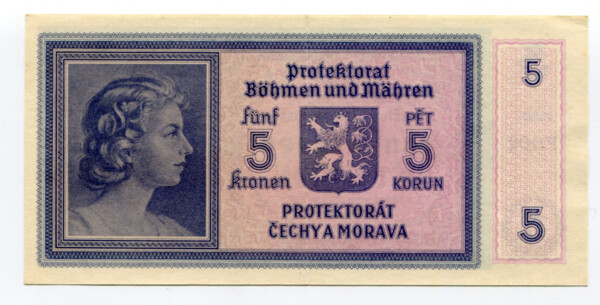 Protektorat
Böhmen und Mähren
fünf PĚT
5 5
Kronen KORUN
PROTEKTORÁT
ČECHY A MORAVA
5
5